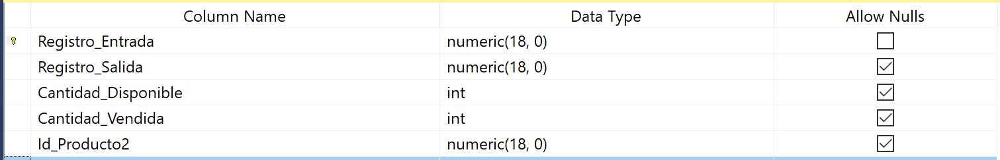 Column Name Data Type Allow Nulls
Registro_Entrada numeric(18, 0)
Registro_Salida numeric(18, 0)
Cantidad_Disponible int
Cantidad_Vendida int
Id_Producto2 numeric(18, 0)